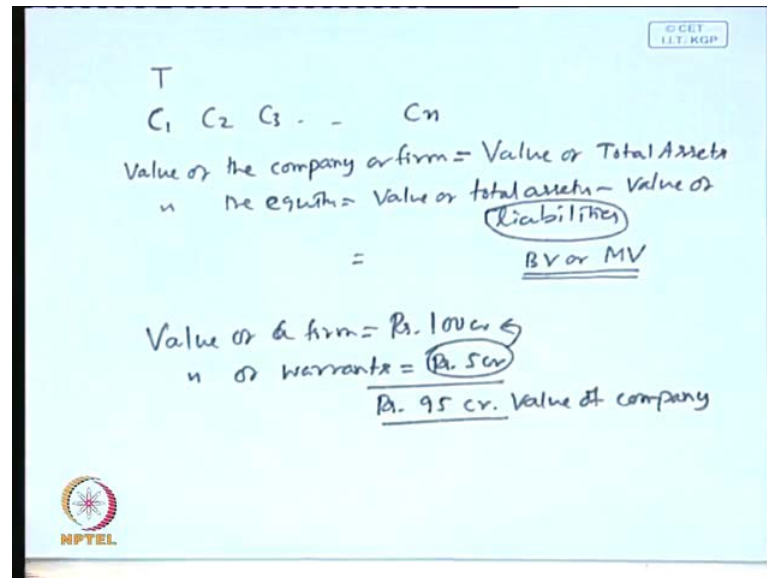 © CET
I.I.T. KGP
T
C1 C2 C3 . - Cn
Value of the company or firm = Value of Total Assets
" the equity = Value of total assets - Value of
liabilities
= BV or MV
Value of a firm = Rs. 100 cr
" of warrants = Rs. 5 cr
Rs. 95 cr. Value of company
NPTEL